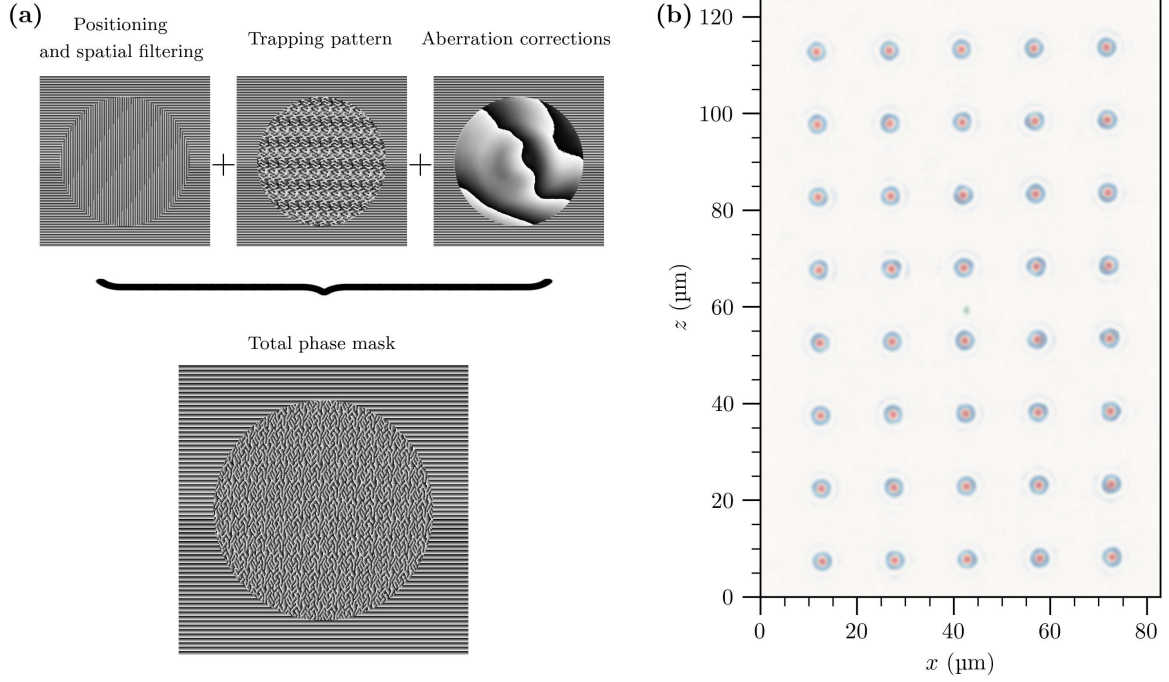 (a)
Positioning
and spatial filtering
Trapping pattern
Aberration corrections
+
+
Total phase mask
(b)
120
100
80
60
40
20
0
z (µm)
0
20
40
60
80
x (µm)